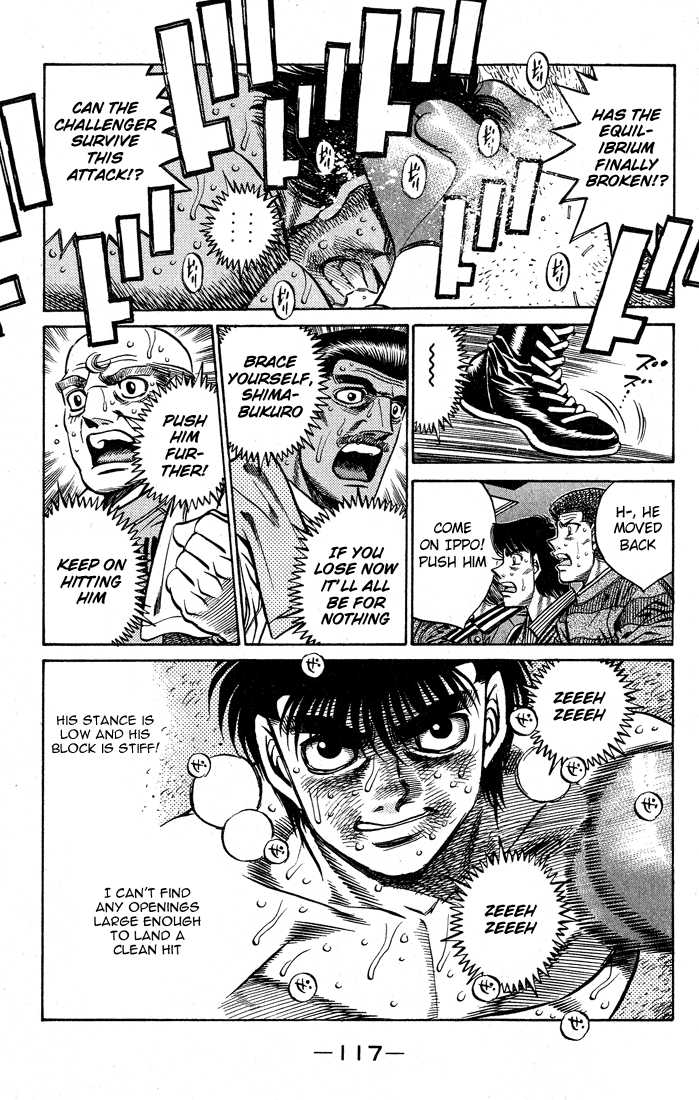 HAS THE
EQUIL-
IBRIUM
FINALLY
BROKEN!?
CAN THE
CHALLENGER
SURVIVE
THIS
ATTACK!?
BRACE
YOURSELF,
SHIMA-
BUKURO
PUSH
HIM
FUR-
THER!
IF YOU
LOSE NOW
IT'LL ALL
BE FOR
NOTHING
KEEP ON
HITTING
HIM
H-, HE
MOVED
BACK
COME
ON IPPO!
PUSH HIM
ZEEEH
ZEEEH
HIS STANCE IS
LOW AND HIS
BLOCK IS STIFF!
ZEEEH
ZEEEH
I CAN'T FIND
ANY OPENINGS
LARGE ENOUGH
TO LAND A
CLEAN HIT
—117—